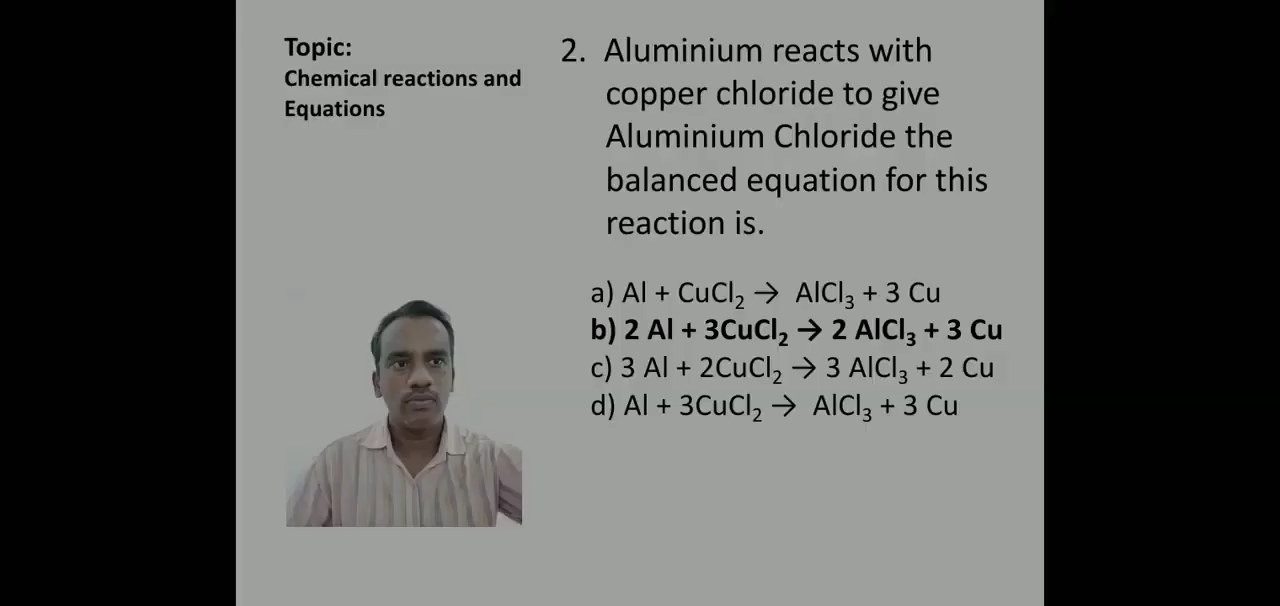 Topic:
Chemical reactions and
Equations
2. Aluminium reacts with
copper chloride to give
Aluminium Chloride the
balanced equation for this
reaction is.
a) Al + CuCl₂ → AlCl₃ + 3 Cu
b) 2 Al + 3CuCl₂ → 2 AlCl₃ + 3 Cu
c) 3 Al + 2CuCl₂ → 3 AlCl₃ + 2 Cu
d) Al + 3CuCl₂ → AlCl₃ + 3 Cu